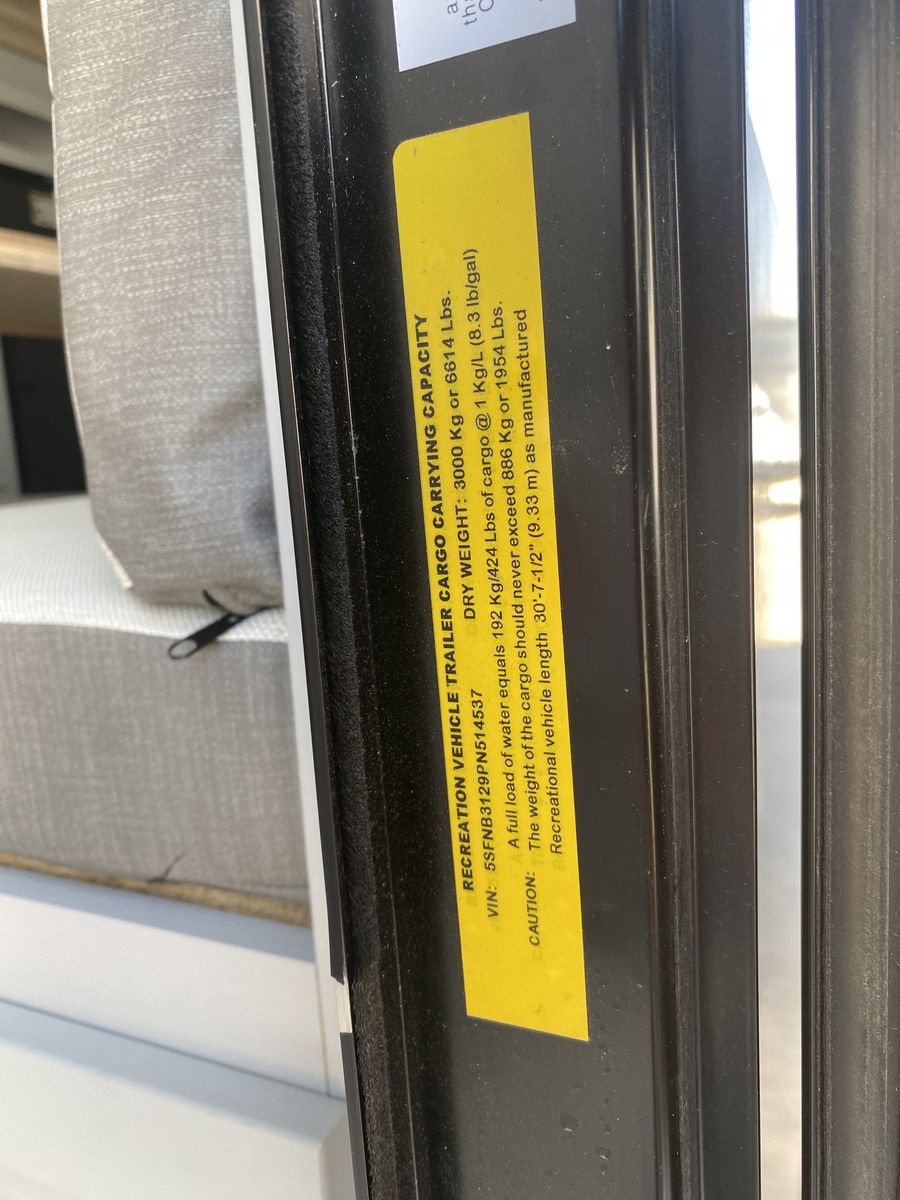 a
tha
RECREATION VEHICLE TRAILER CARGO CARRYING CAPACITY
VIN: 5SFNB3129PN514537 DRY WEIGHT: 3000 Kg or 6614 Lbs.
A full load of water equals 192 Kg/424 Lbs of cargo @ 1 Kg/L (8.3 lb/gal)
CAUTION: The weight of the cargo should never exceed 886 Kg or 1954 Lbs.
Recreational vehicle length 30'-7-1/2" (9.33 m) as manufactured